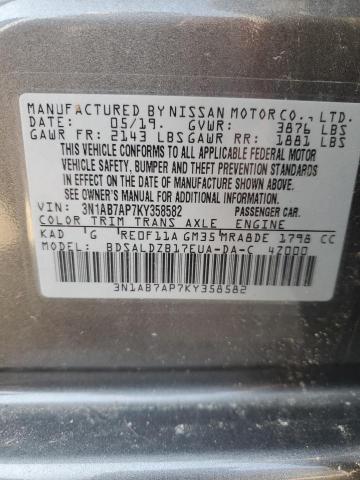 MANUFACTURED BY NISSAN MOTOR CO., LTD.
DATE: 05/19. GVWR: 3876 LBS
GAWR FR: 2143 LBS GAWR RR: 1881 LBS
THIS VEHICLE CONFORMS TO ALL APPLICABLE FEDERAL MOTOR
VEHICLE SAFETY, BUMPER AND THEFT PREVENTION STANDARDS
IN EFFECT ON THE DATE OF MANUFACTURE SHOWN ABOVE.
SEE OWNER'S MANUAL FOR ADDITIONAL INFORMATION.
VIN: 3N1AB7AP7KY358582 PASSENGER CAR.
COLOR TRIM TRANS AXLE ENGINE
KAD G RE0F11A GM35 MRA8DE 1798 CC
MODEL: BDSALDZB17EUA-DA-C 47000
3N1AB7AP7KY358582